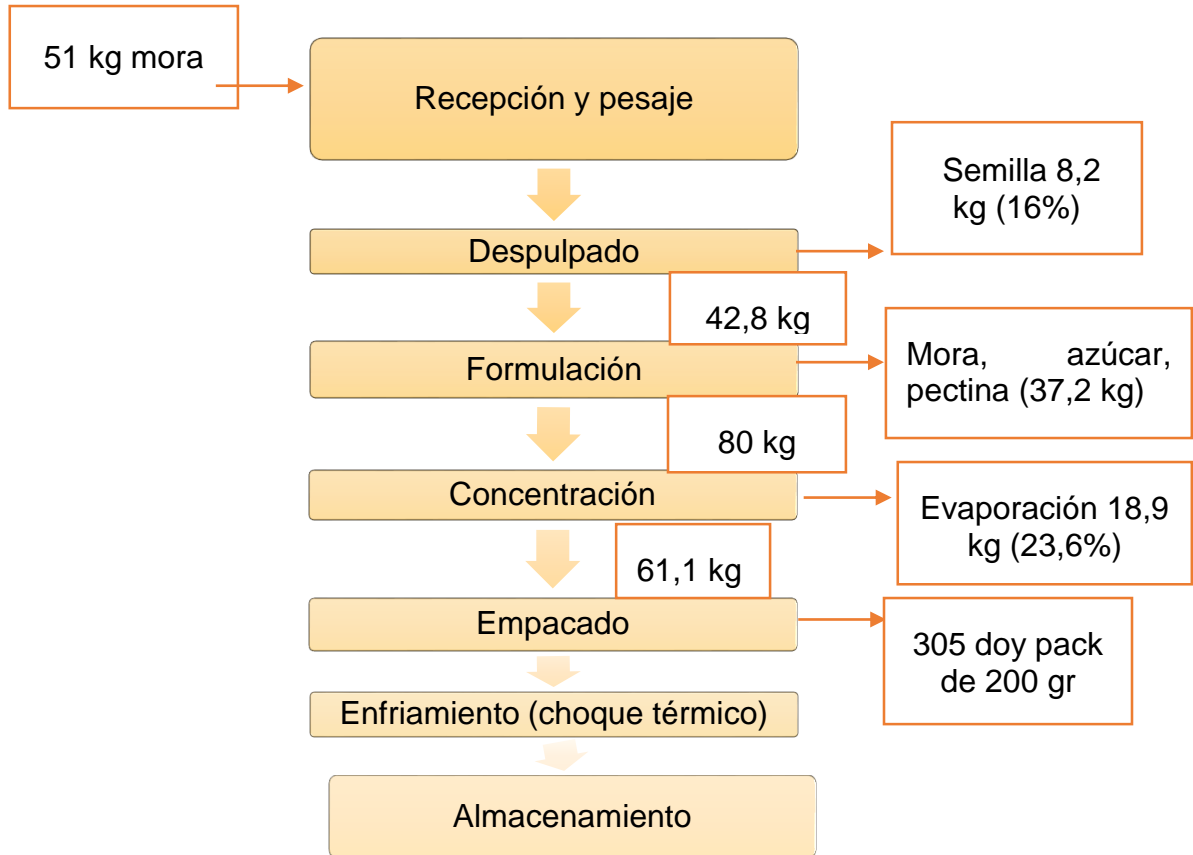 51 kg mora
Recepción y pesaje
Semilla 8,2
kg (16%)
Despulpado
42,8 kg
Formulación
Mora, azúcar,
pectina (37,2 kg)
80 kg
Concentración
Evaporación 18,9
kg (23,6%)
61,1 kg
Empacado
305 doy pack
de 200 gr
Enfriamiento (choque térmico)
Almacenamiento